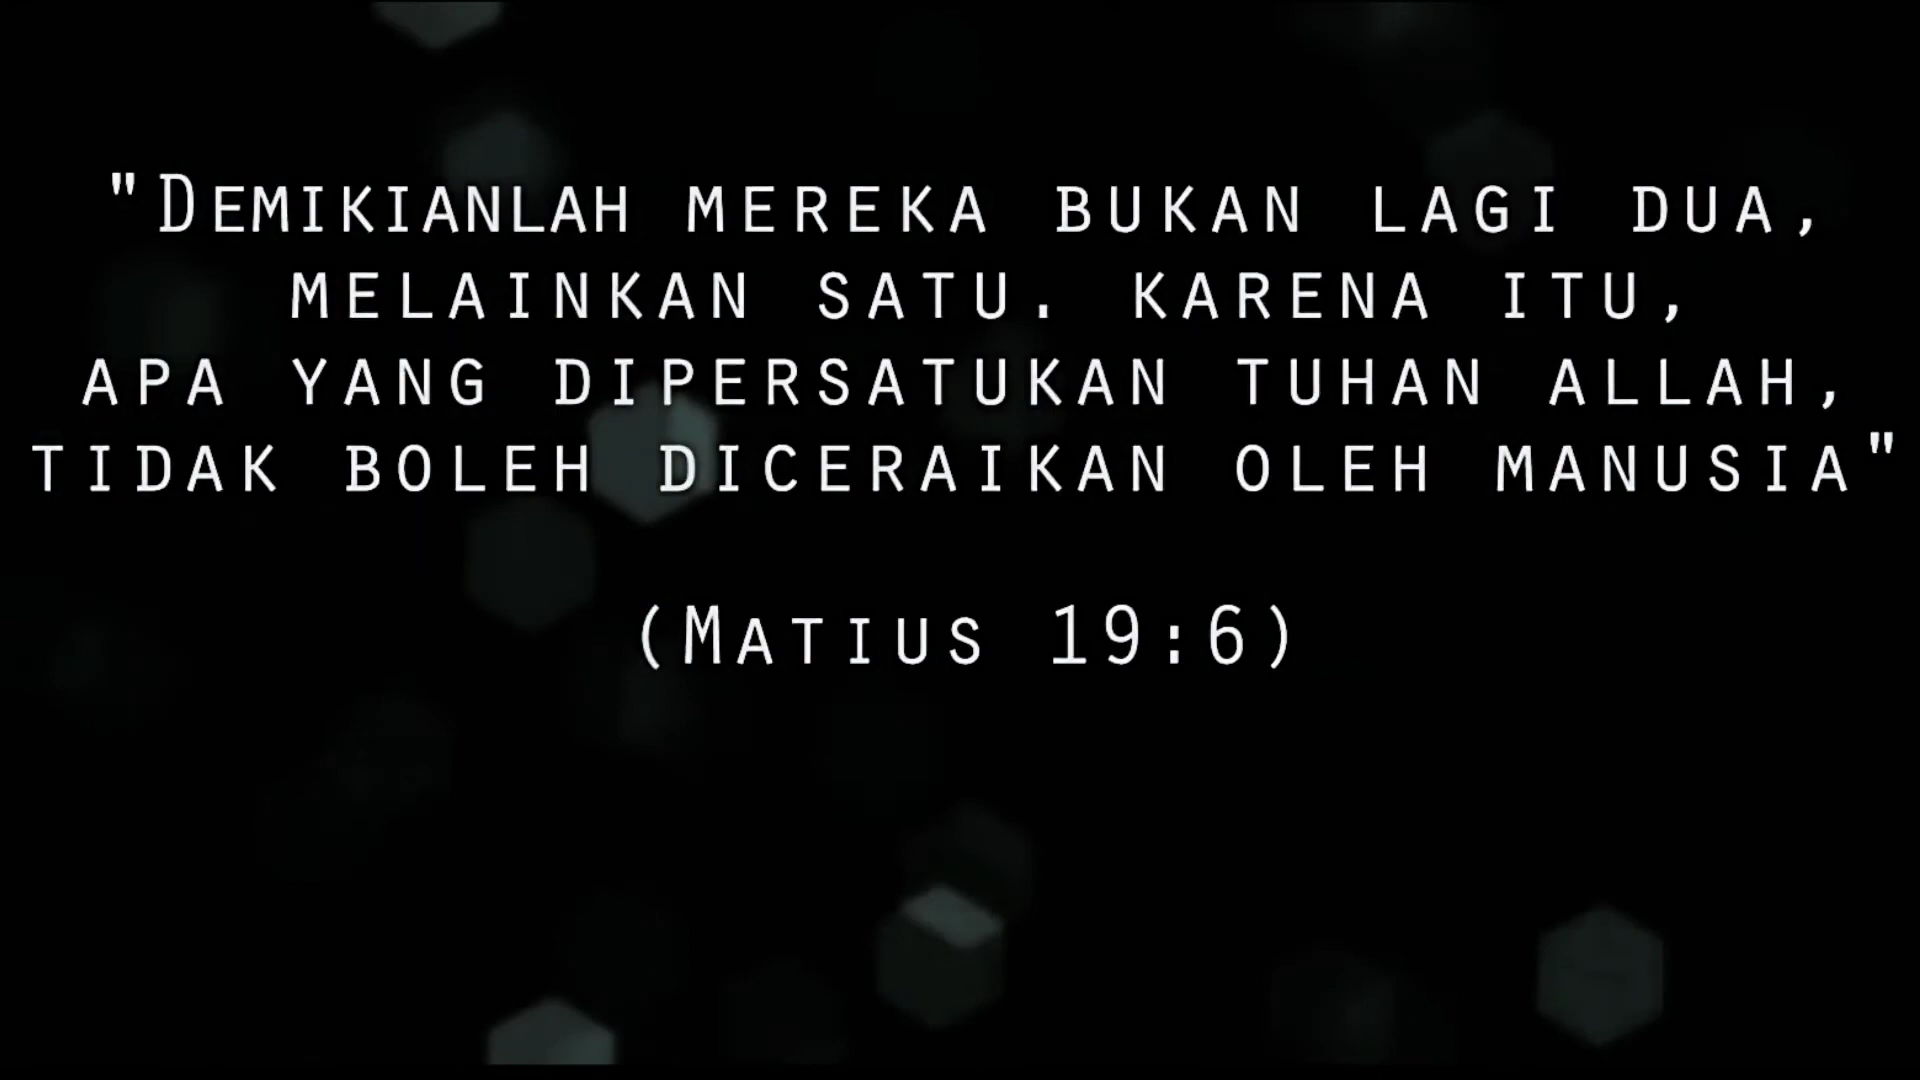 "Demikianlah mereka bukan lagi dua,
melainkan satu. karena itu,
apa yang dipersatukan tuhan allah,
tidak boleh diceraikan oleh manusia"
(Matius 19:6)